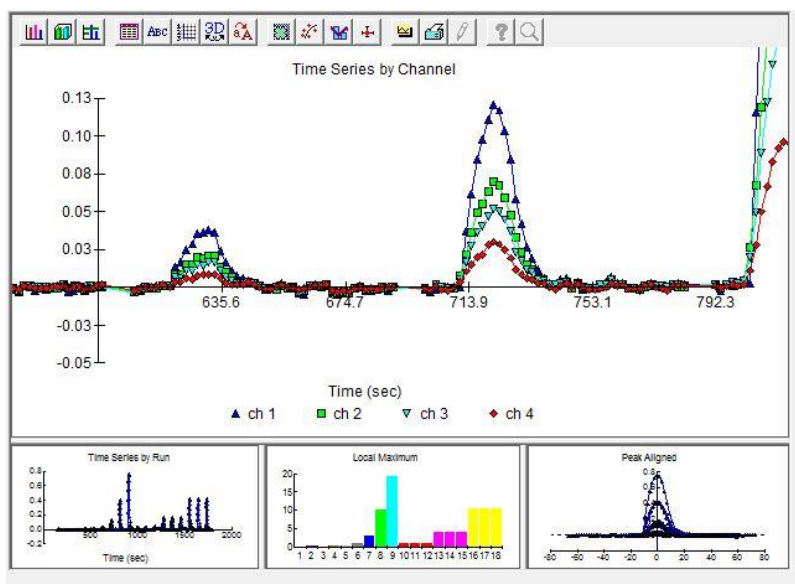 ABC 3D aA ?
Time Series by Channel
0.13
0.10
0.08
0.05
0.03
-0.03
-0.05
635.6 674.7 713.9 753.1 792.3
Time (sec)
ch 1 ch 2 ch 3 ch 4
Time Series by Run
0.8
0.6
0.4
0.2
0.0
-0.2
500 1000 1500 2000
Time (sec)
Local Maximum
20
15
10
5
0
1 2 3 4 5 6 7 8 9 10 11 12 13 14 15 16 17 18
Peak Aligned
-80 -60 -40 -20 0 20 40 60 80